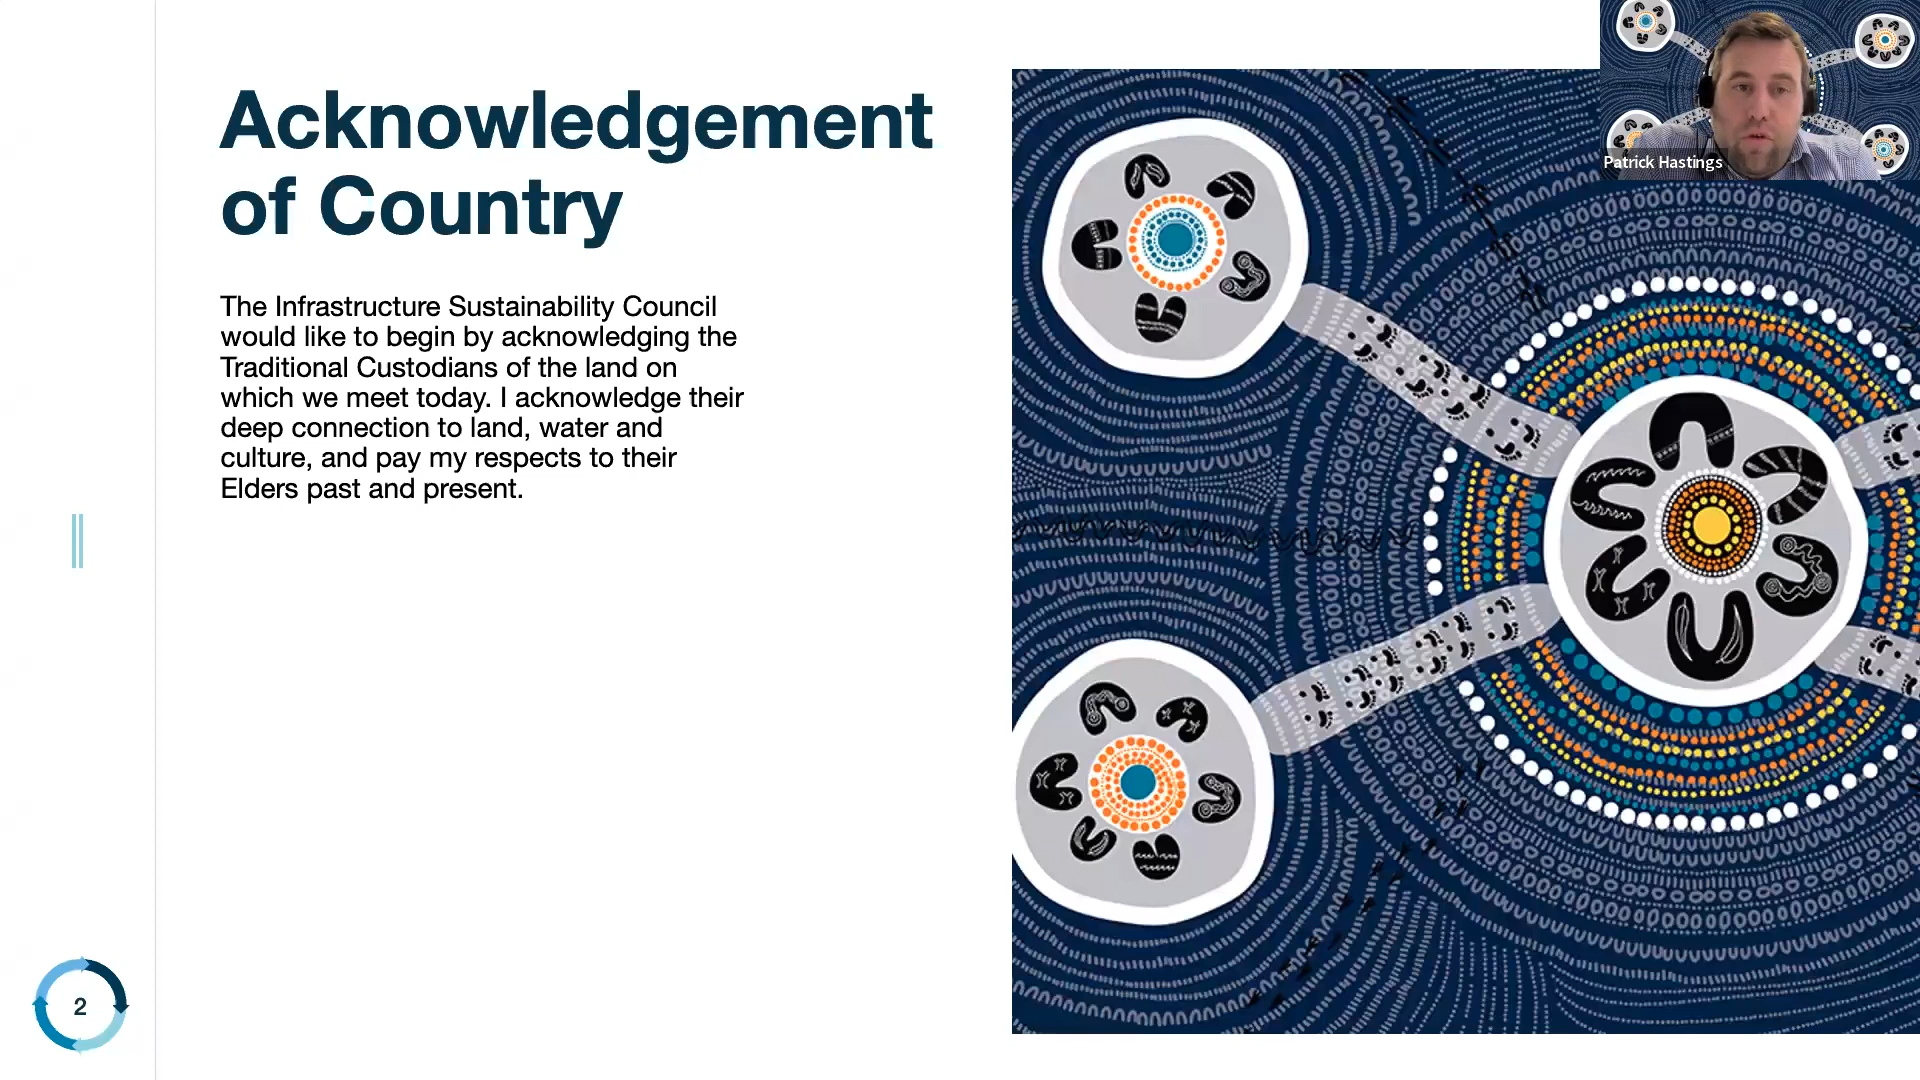 Acknowledgement
of Country
The Infrastructure Sustainability Council
would like to begin by acknowledging the
Traditional Custodians of the land on
which we meet today. I acknowledge their
deep connection to land, water and
culture, and pay my respects to their
Elders past and present.
Patrick Hastings
2